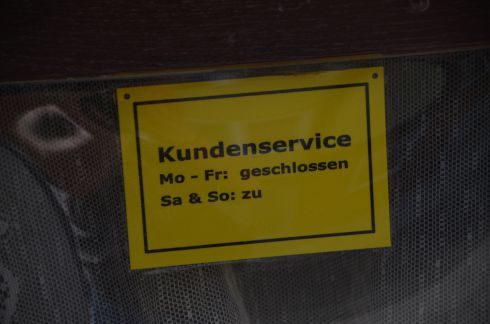 Kundenservice
Mo - Fr: geschlossen
Sa & So: zu